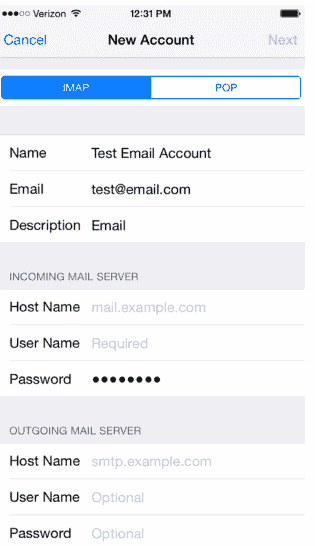 Verizon 12:31 PM
Cancel New Account Next
IMAP POP
Name Test Email Account
Email test@email.com
Description Email
INCOMING MAIL SERVER
Host Name mail.example.com
User Name Required
Password ●●●●●●●●
OUTGOING MAIL SERVER
Host Name smtp.example.com
User Name Optional
Password Optional